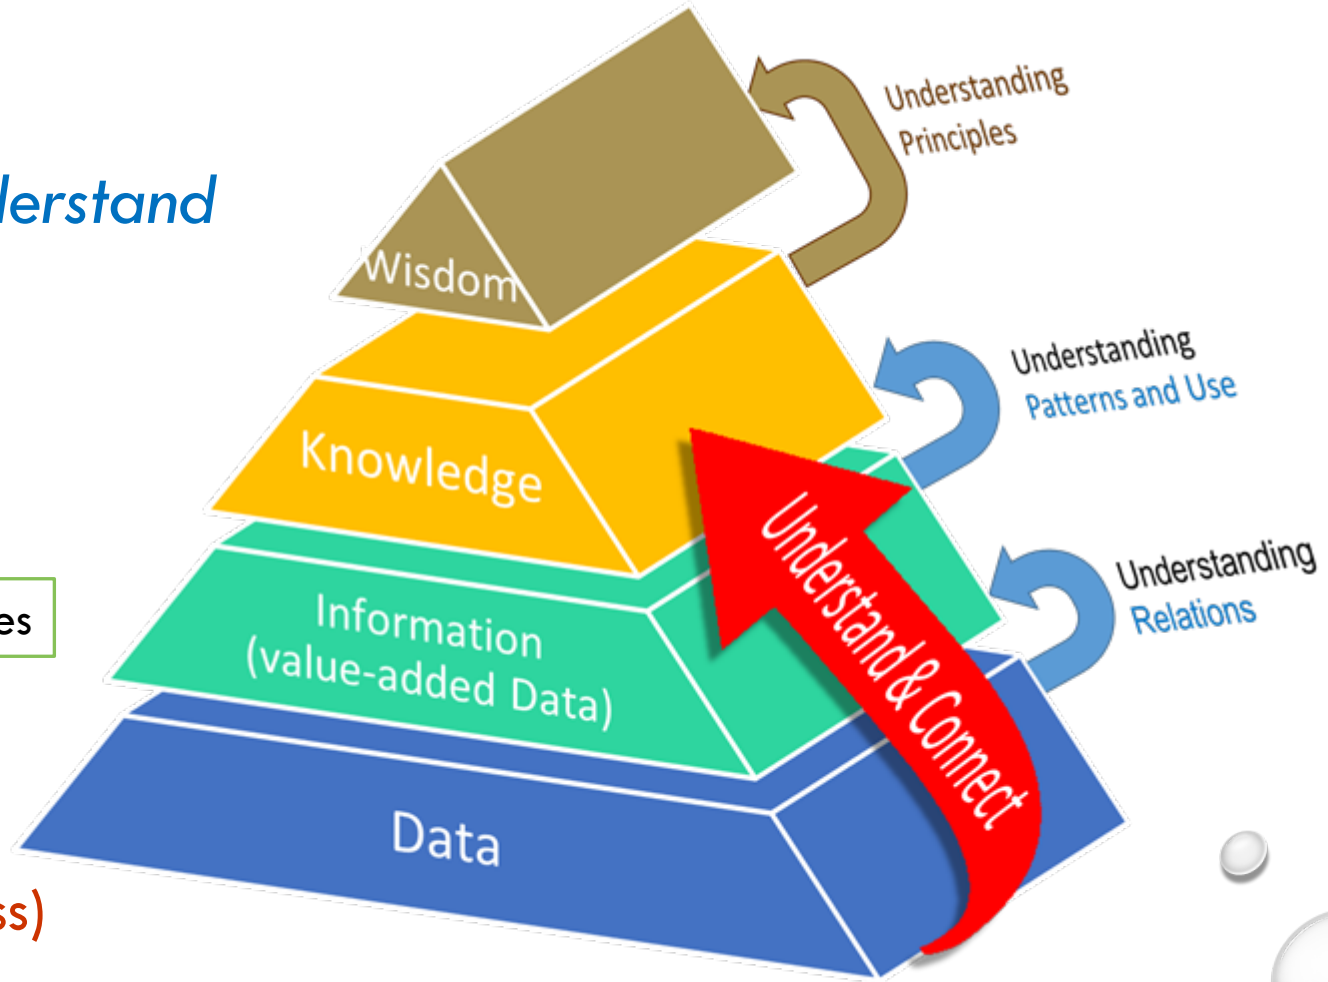 Understanding
Principles
derstand
Wisdom
Understanding
Patterns and Use
Knowledge
Understand & Connect
Understanding
Relations
Information
(value-added Data)
es
Data
ss)